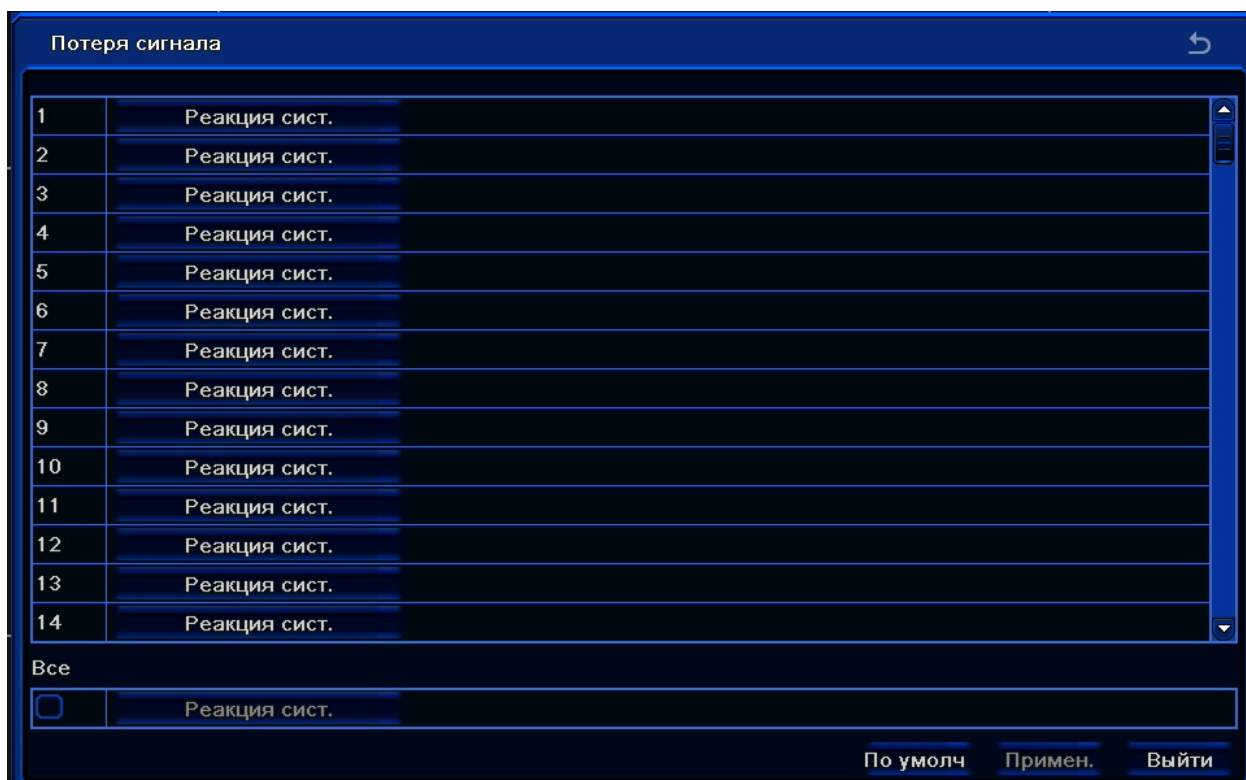 Потеря сигнала
1 Реакция сист.
2 Реакция сист.
3 Реакция сист.
4 Реакция сист.
5 Реакция сист.
6 Реакция сист.
7 Реакция сист.
8 Реакция сист.
9 Реакция сист.
10 Реакция сист.
11 Реакция сист.
12 Реакция сист.
13 Реакция сист.
14 Реакция сист.
Все
Реакция сист.
По умолч Примен. Выйти